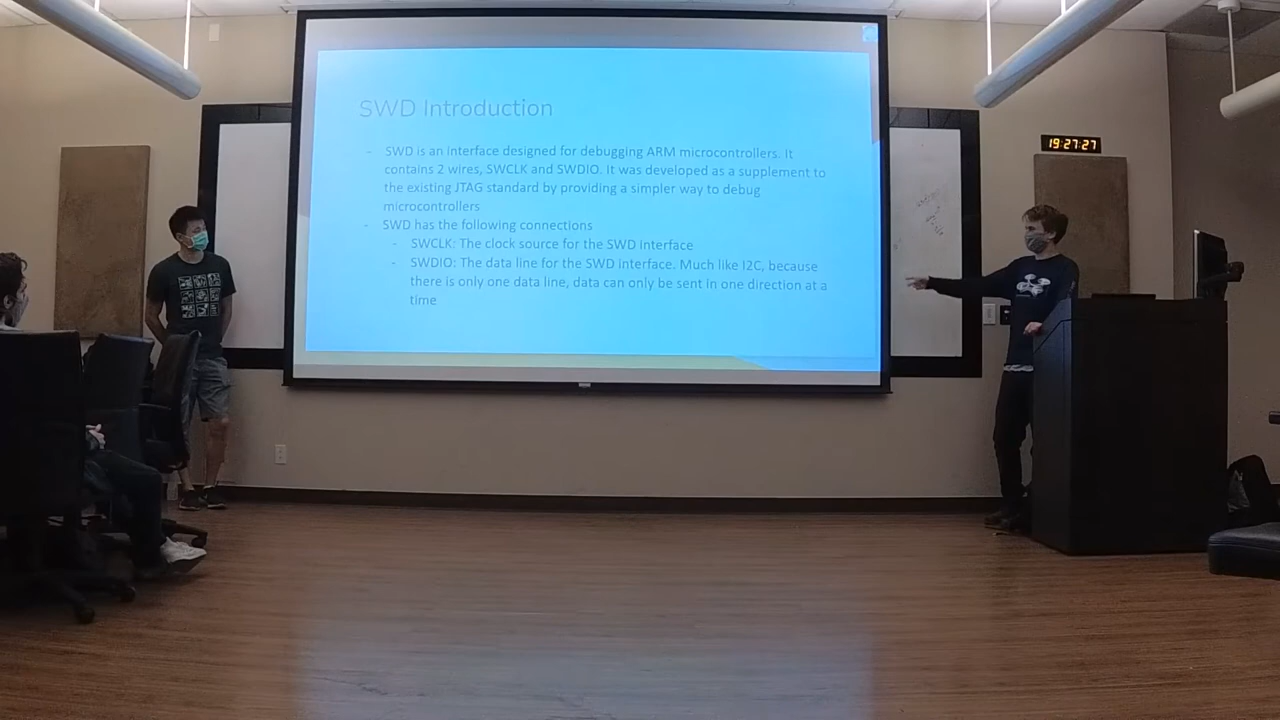 SWD Introduction
- SWD is an interface designed for debugging ARM microcontrollers. It
contains 2 wires, SWCLK and SWDIO. It was developed as a supplement to
the existing JTAG standard by providing a simpler way to debug
microcontrollers
- SWD has the following connections
- SWCLK: The clock source for the SWD interface
- SWDIO: The data line for the SWD interface. Much like I2C, because
there is only one data line, data can only be sent in one direction at a
time
19:27:27